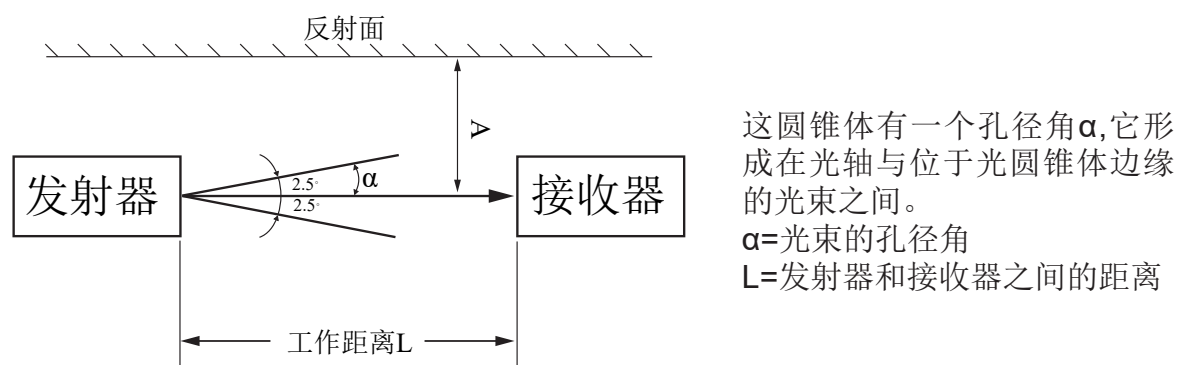 反射面
A
发射器
2.5°
α
2.5°
接收器
工作距离L
这圆锥体有一个孔径角α,它形
成在光轴与位于光圆锥体边缘
的光束之间。
α=光束的孔径角
L=发射器和接收器之间的距离